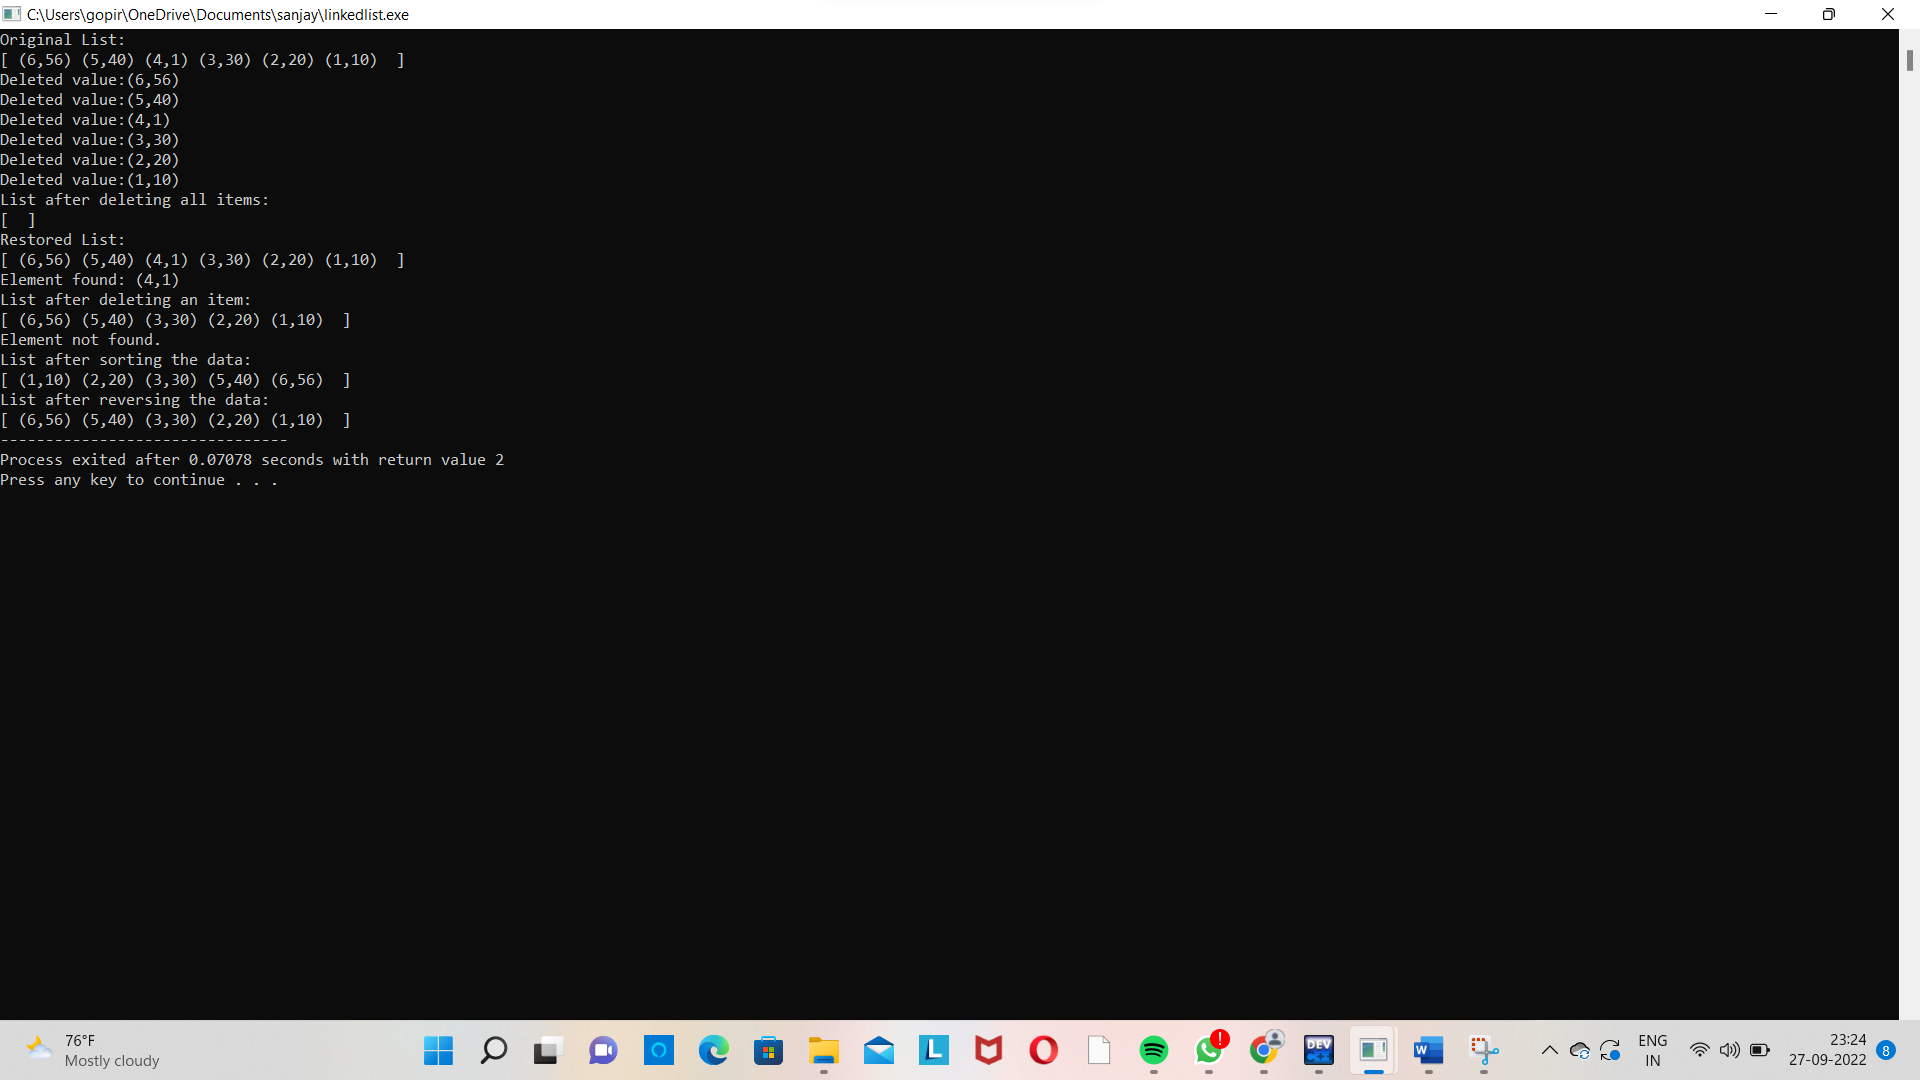 C:\Users\gopir\OneDrive\Documents\sanjay\linkedlist.exe
Original List:
[ (6,56) (5,40) (4,1) (3,30) (2,20) (1,10)  ]
Deleted value:(6,56)
Deleted value:(5,40)
Deleted value:(4,1)
Deleted value:(3,30)
Deleted value:(2,20)
Deleted value:(1,10)
List after deleting all items:
[  ]
Restored List:
[ (6,56) (5,40) (4,1) (3,30) (2,20) (1,10)  ]
Element found: (4,1)
List after deleting an item:
[ (6,56) (5,40) (3,30) (2,20) (1,10)  ]
Element not found.
List after sorting the data:
[ (1,10) (2,20) (3,30) (5,40) (6,56)  ]
List after reversing the data:
[ (6,56) (5,40) (3,30) (2,20) (1,10)  ]
--------------------------------
Process exited after 0.07078 seconds with return value 2
Press any key to continue . . .
76°F
Mostly cloudy
L
!
DEV
C++
W
ENG
IN
23:24
27-09-2022
8